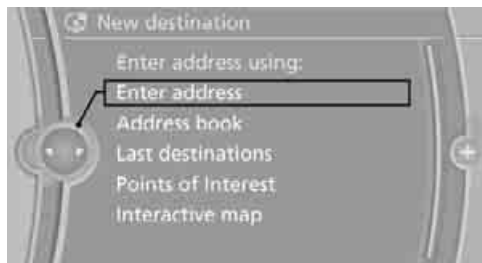 New destination
Enter address using:
Enter address
Address book
Last destinations
Points of Interest
Interactive map